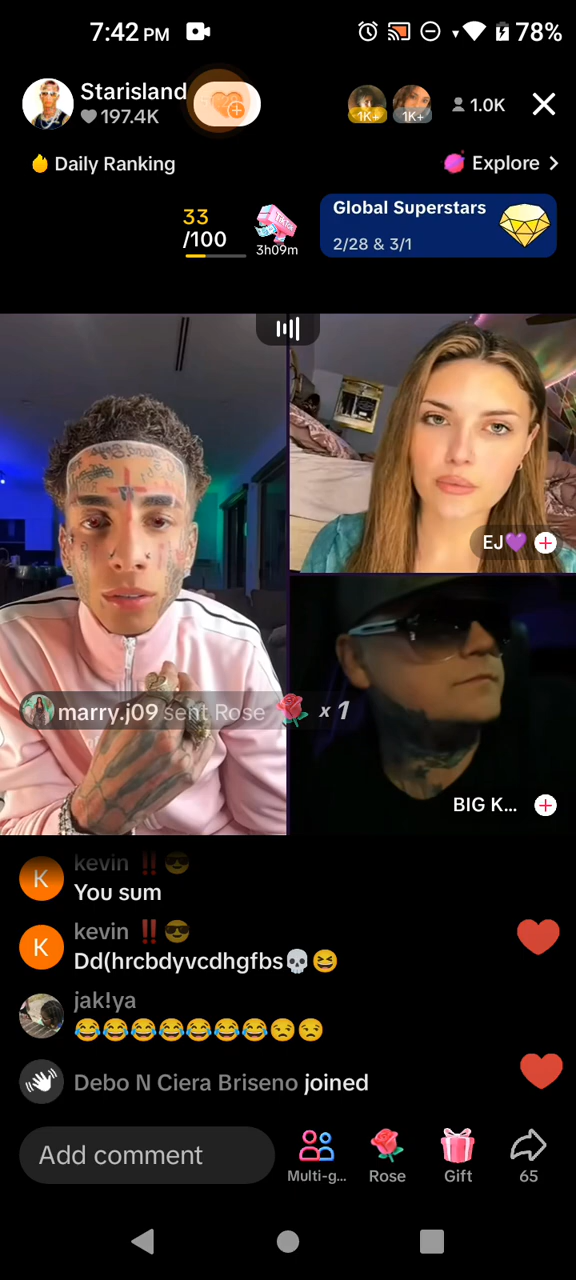 7:42 PM
78%
Starisland
197.4K
1K+
1K+
1.0K
Daily Ranking
Explore >
33
/100
TikTok
3h09m
Global Superstars
2/28 & 3/1
EJ💜
marry.j09 sent Rose x 1
BIG K...
kevin ‼️😎
K
You sum
kevin ‼️😎
K
Dd(hrcbdyvcdhgfbs💀😆
jak!ya
😂😂😂😂😂😂😂😒😒
Debo N Ciera Briseno joined
Add comment
Multi-g...
Rose
Gift
65